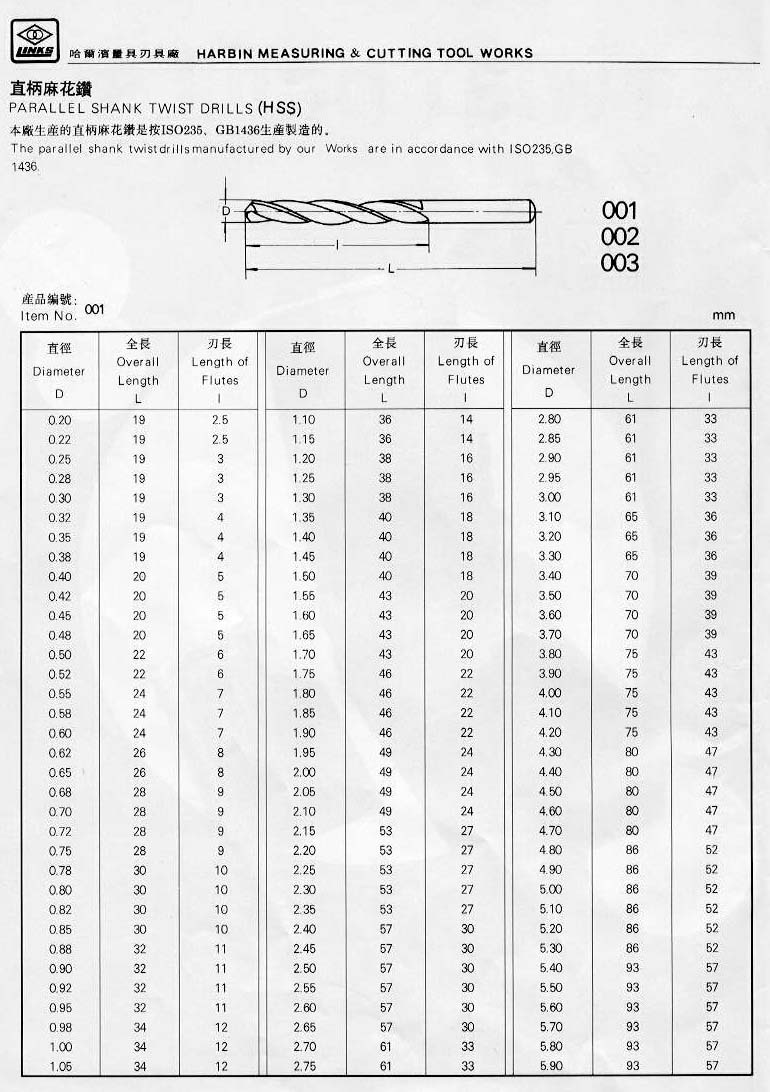 LINKS
哈爾濱量具刃具廠 HARBIN MEASURING & CUTTING TOOL WORKS
直柄麻花鑽
PARALLEL SHANK TWIST DRILLS (HSS)
本廠生産的直柄麻花鑽是按ISO235、GB1436生産製造的。
The parallel shank twist drills manufactured by our Works are in accordance with ISO235,GB
1436.
D
l
L
001
002
003
産品編號:
Item No. 001
mm
直徑 全長 刃長 直徑 全長 刃長 直徑 全長 刃長
Diameter Overall Length of Diameter Overall Length of Diameter Overall Length of
Length Flutes Length Flutes Length Flutes
D L l D L l D L l
0.20 19 2.5 1.10 36 14 2.80 61 33
0.22 19 2.5 1.15 36 14 2.85 61 33
0.25 19 3 1.20 38 16 2.90 61 33
0.28 19 3 1.25 38 16 2.95 61 33
0.30 19 3 1.30 38 16 3.00 61 33
0.32 19 4 1.35 40 18 3.10 65 36
0.35 19 4 1.40 40 18 3.20 65 36
0.38 19 4 1.45 40 18 3.30 65 36
0.40 20 5 1.50 40 18 3.40 70 39
0.42 20 5 1.55 43 20 3.50 70 39
0.45 20 5 1.60 43 20 3.60 70 39
0.48 20 5 1.65 43 20 3.70 70 39
0.50 22 6 1.70 43 20 3.80 75 43
0.52 22 6 1.75 46 22 3.90 75 43
0.55 24 7 1.80 46 22 4.00 75 43
0.58 24 7 1.85 46 22 4.10 75 43
0.60 24 7 1.90 46 22 4.20 75 43
0.62 26 8 1.95 49 24 4.30 80 47
0.65 26 8 2.00 49 24 4.40 80 47
0.68 28 9 2.05 49 24 4.50 80 47
0.70 28 9 2.10 49 24 4.60 80 47
0.72 28 9 2.15 53 27 4.70 80 47
0.75 28 9 2.20 53 27 4.80 86 52
0.78 30 10 2.25 53 27 4.90 86 52
0.80 30 10 2.30 53 27 5.00 86 52
0.82 30 10 2.35 53 27 5.10 86 52
0.85 30 10 2.40 57 30 5.20 86 52
0.88 32 11 2.45 57 30 5.30 86 52
0.90 32 11 2.50 57 30 5.40 93 57
0.92 32 11 2.55 57 30 5.50 93 57
0.95 32 11 2.60 57 30 5.60 93 57
0.98 34 12 2.65 57 30 5.70 93 57
1.00 34 12 2.70 61 33 5.80 93 57
1.05 34 12 2.75 61 33 5.90 93 57